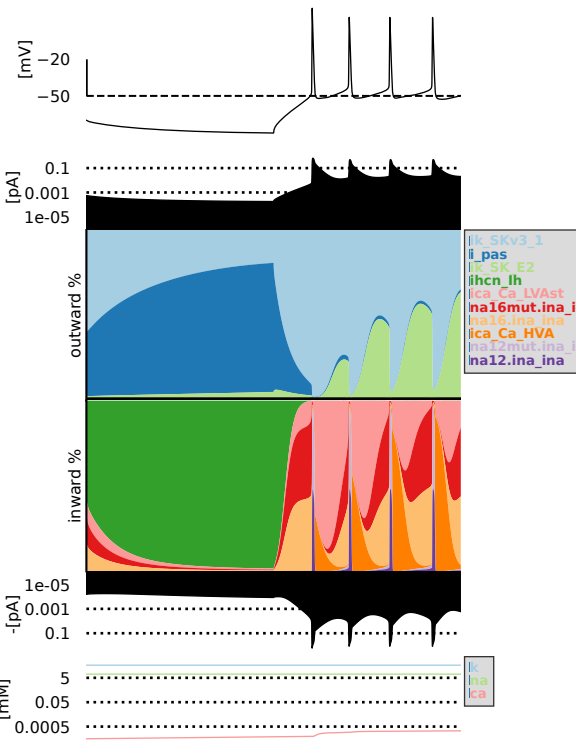 [mV]
−20
−50
[pA]
0.1
0.001
1e-05
outward %
ik_SKv3_1
i_pas
ik_SK_E2
ihcn_Ih
ica_Ca_LVAst
na16mut.ina_i
na16.ina_ina
ica_Ca_HVA
na12mut.ina_i
na12.ina_ina
inward %
-[pA]
1e-05
0.001
0.1
[mM]
5
0.05
0.0005
k
na
ca